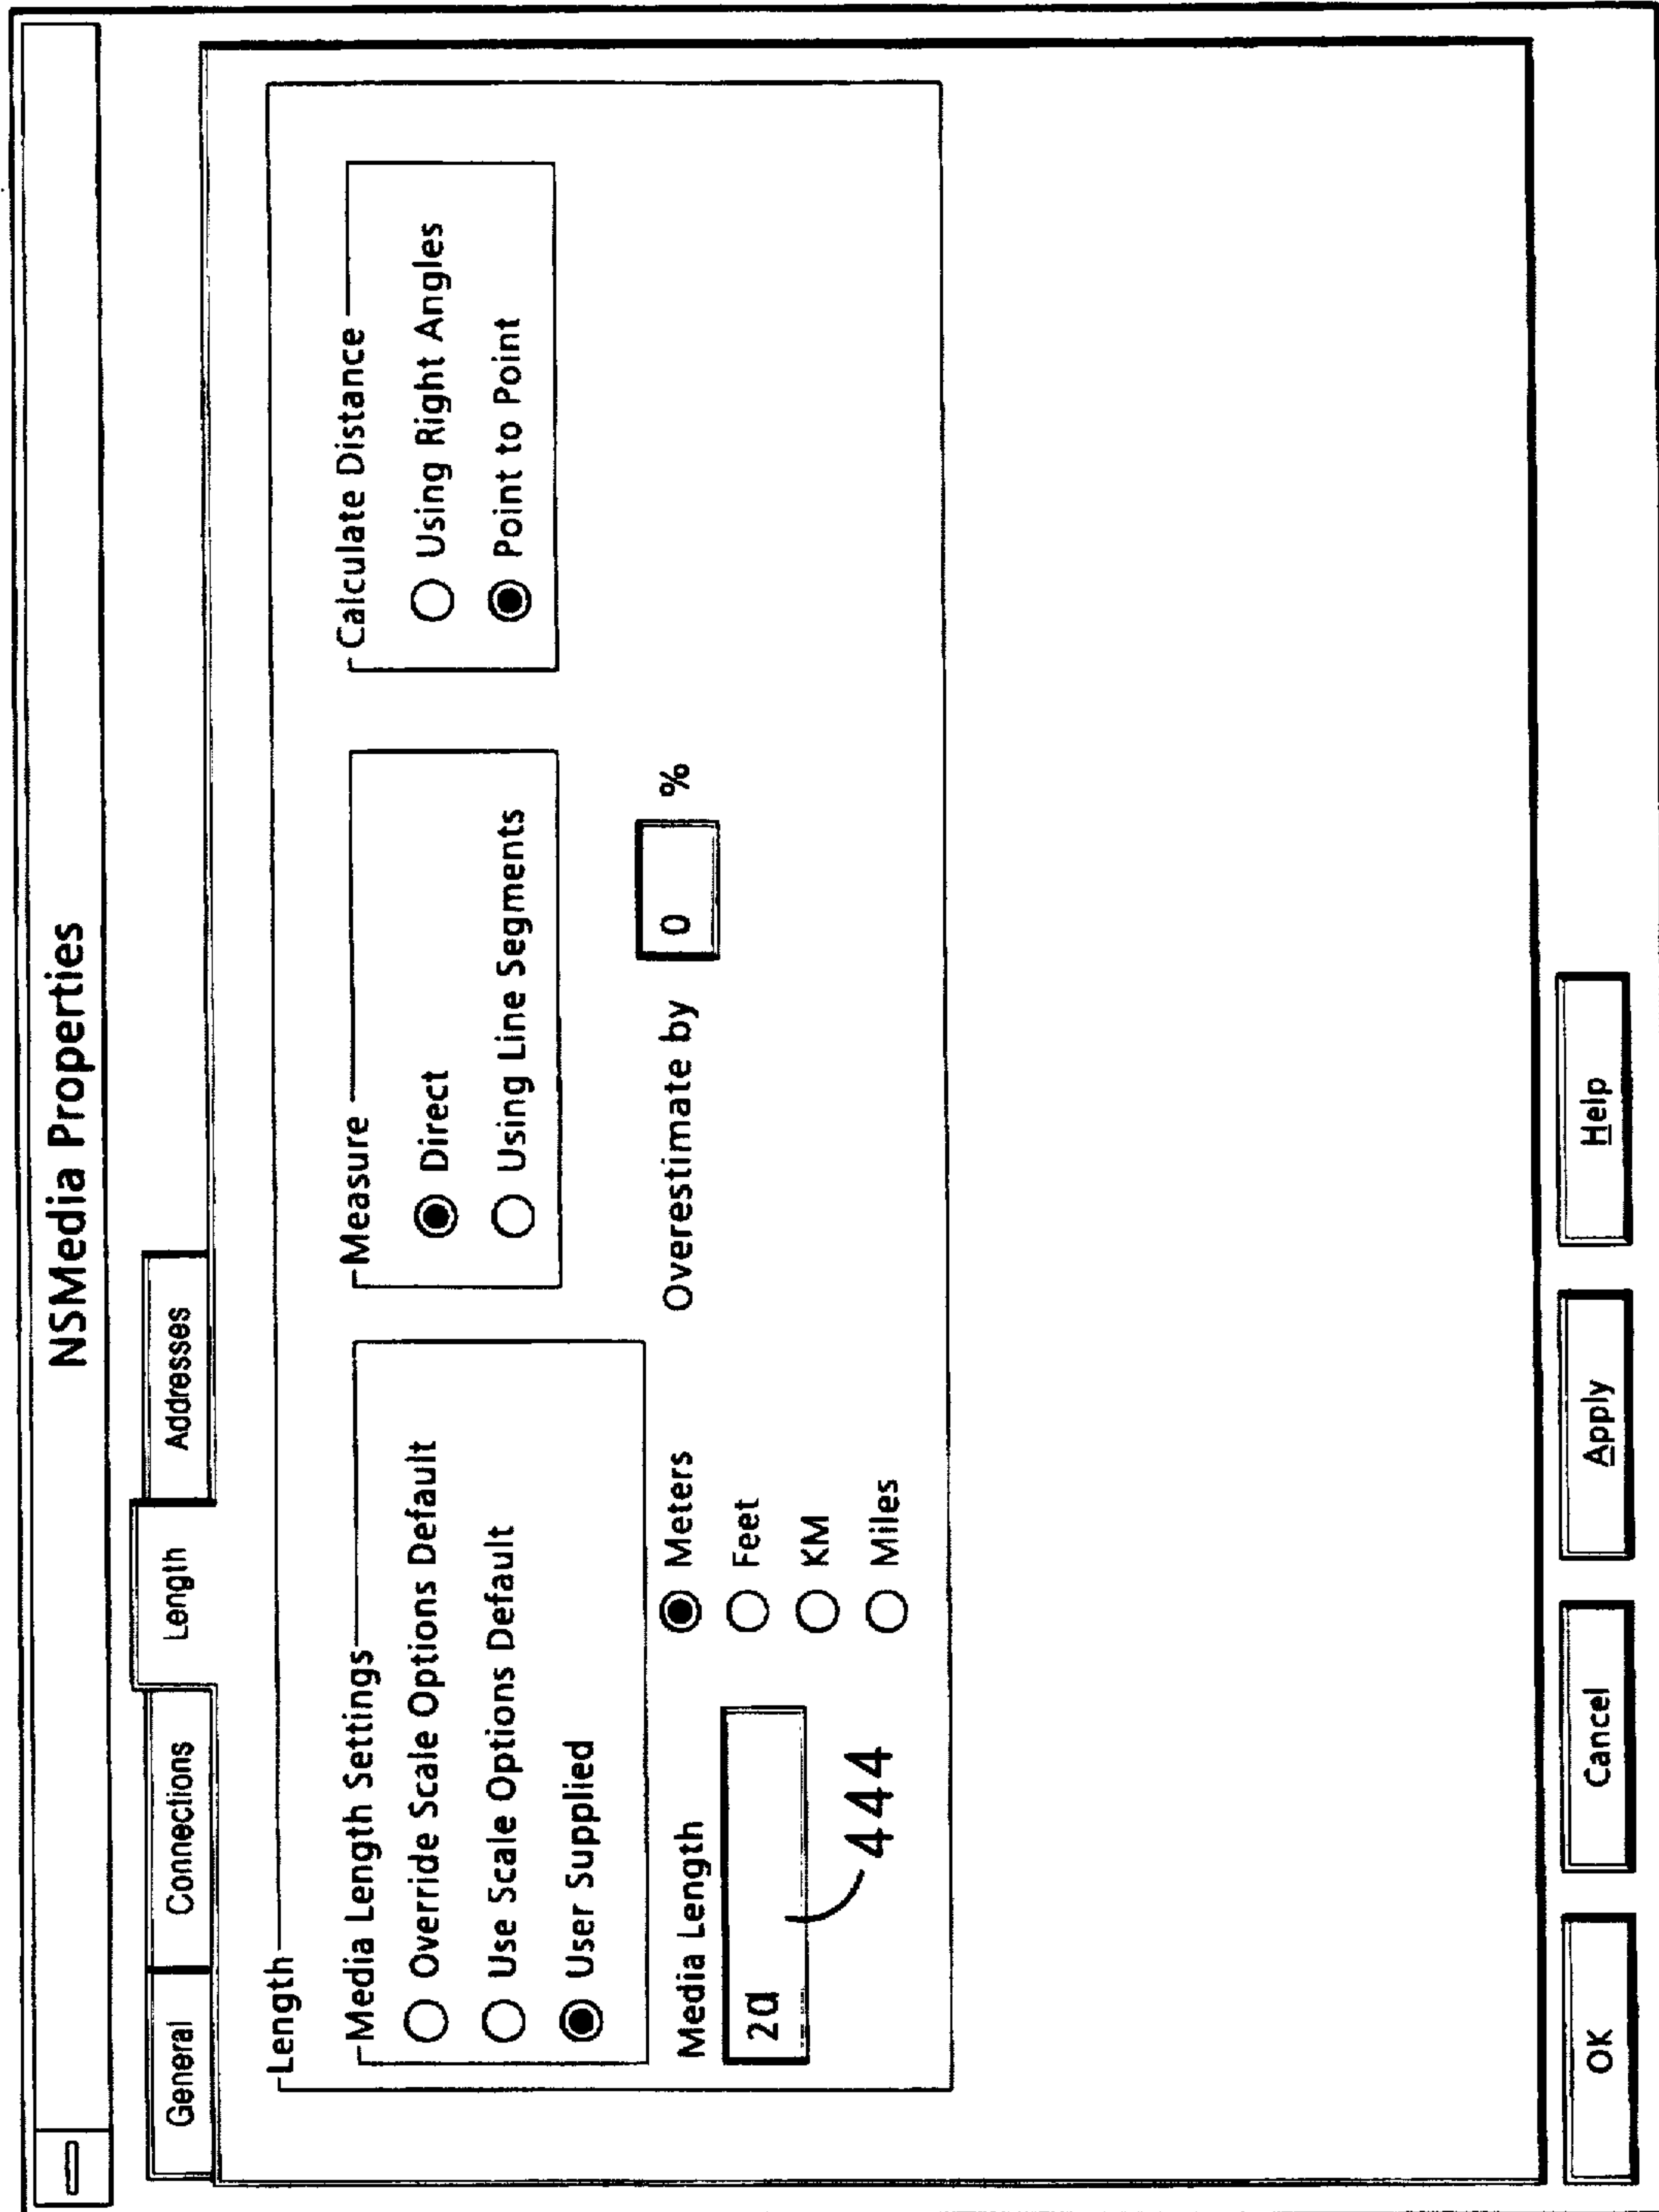 NSMedia Properties
General
Connections
Length
Addresses
Length
Media Length Settings
Override Scale Options Default
Use Scale Options Default
User Supplied
Measure
Direct
Using Line Segments
Calculate Distance
Using Right Angles
Point to Point
Media Length
20
444
Meters
Feet
KM
Miles
Overestimate by
0 %
OK
Cancel
Apply
Help